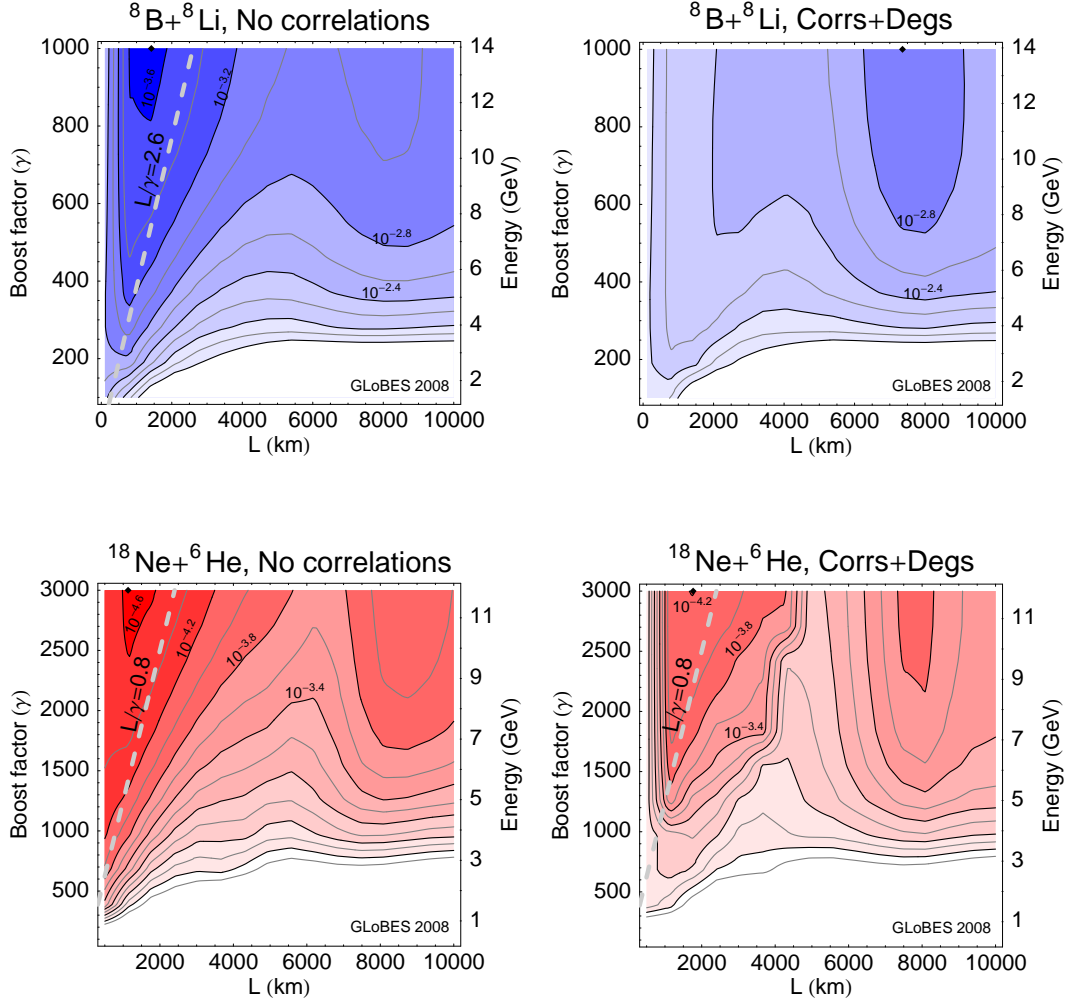 ⁸B+⁸Li, No correlations
1000
800
600
400
200
Boost factor (γ)
14
12
10
8
6
4
2
Energy (GeV)
10⁻³·⁶
10⁻³·²
L/γ=2.6
10⁻²·⁸
10⁻²·⁴
GLoBES 2008
0 2000 4000 6000 8000 10000
L (km)
⁸B+⁸Li, Corrs+Degs
1000
800
600
400
200
Boost factor (γ)
14
12
10
8
6
4
2
Energy (GeV)
10⁻²·⁸
10⁻²·⁴
GLoBES 2008
0 2000 4000 6000 8000 10000
L (km)
¹⁸Ne+⁶He, No correlations
3000
2500
2000
1500
1000
500
Boost factor (γ)
11
9
7
5
3
1
Energy (GeV)
10⁻⁴·⁶
10⁻⁴·²
10⁻³·⁸
L/γ=0.8
10⁻³·⁴
GLoBES 2008
2000 4000 6000 8000 10000
L (km)
¹⁸Ne+⁶He, Corrs+Degs
3000
2500
2000
1500
1000
500
Boost factor (γ)
11
9
7
5
3
1
Energy (GeV)
10⁻⁴·²
10⁻³·⁸
L/γ=0.8
10⁻³·⁴
GLoBES 2008
2000 4000 6000 8000 10000
L (km)